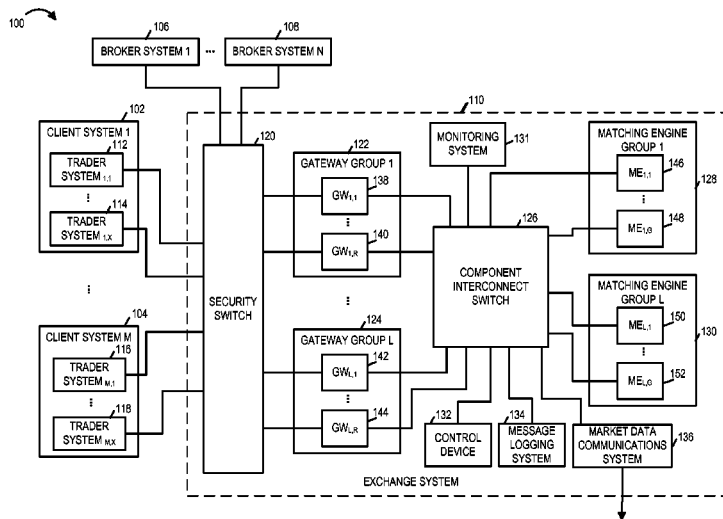 100
106
BROKER SYSTEM 1
...
108
BROKER SYSTEM N
110
102
CLIENT SYSTEM 1
112
TRADER
SYSTEM 1,1
114
TRADER
SYSTEM 1,X
104
CLIENT SYSTEM M
116
TRADER
SYSTEM M,1
118
TRADER
SYSTEM M,X
120
SECURITY
SWITCH
122
GATEWAY GROUP 1
138
GW1,1
140
GW1,R
124
GATEWAY GROUP L
142
GWL,1
144
GWL,R
MONITORING
SYSTEM
131
126
COMPONENT
INTERCONNECT
SWITCH
MATCHING ENGINE
GROUP 1
146
ME1,1
128
148
ME1,G
MATCHING ENGINE
GROUP L
150
MEL,1
130
152
MEL,G
132
CONTROL
DEVICE
134
MESSAGE
LOGGING
SYSTEM
MARKET DATA
COMMUNICATIONS
SYSTEM
136
EXCHANGE SYSTEM